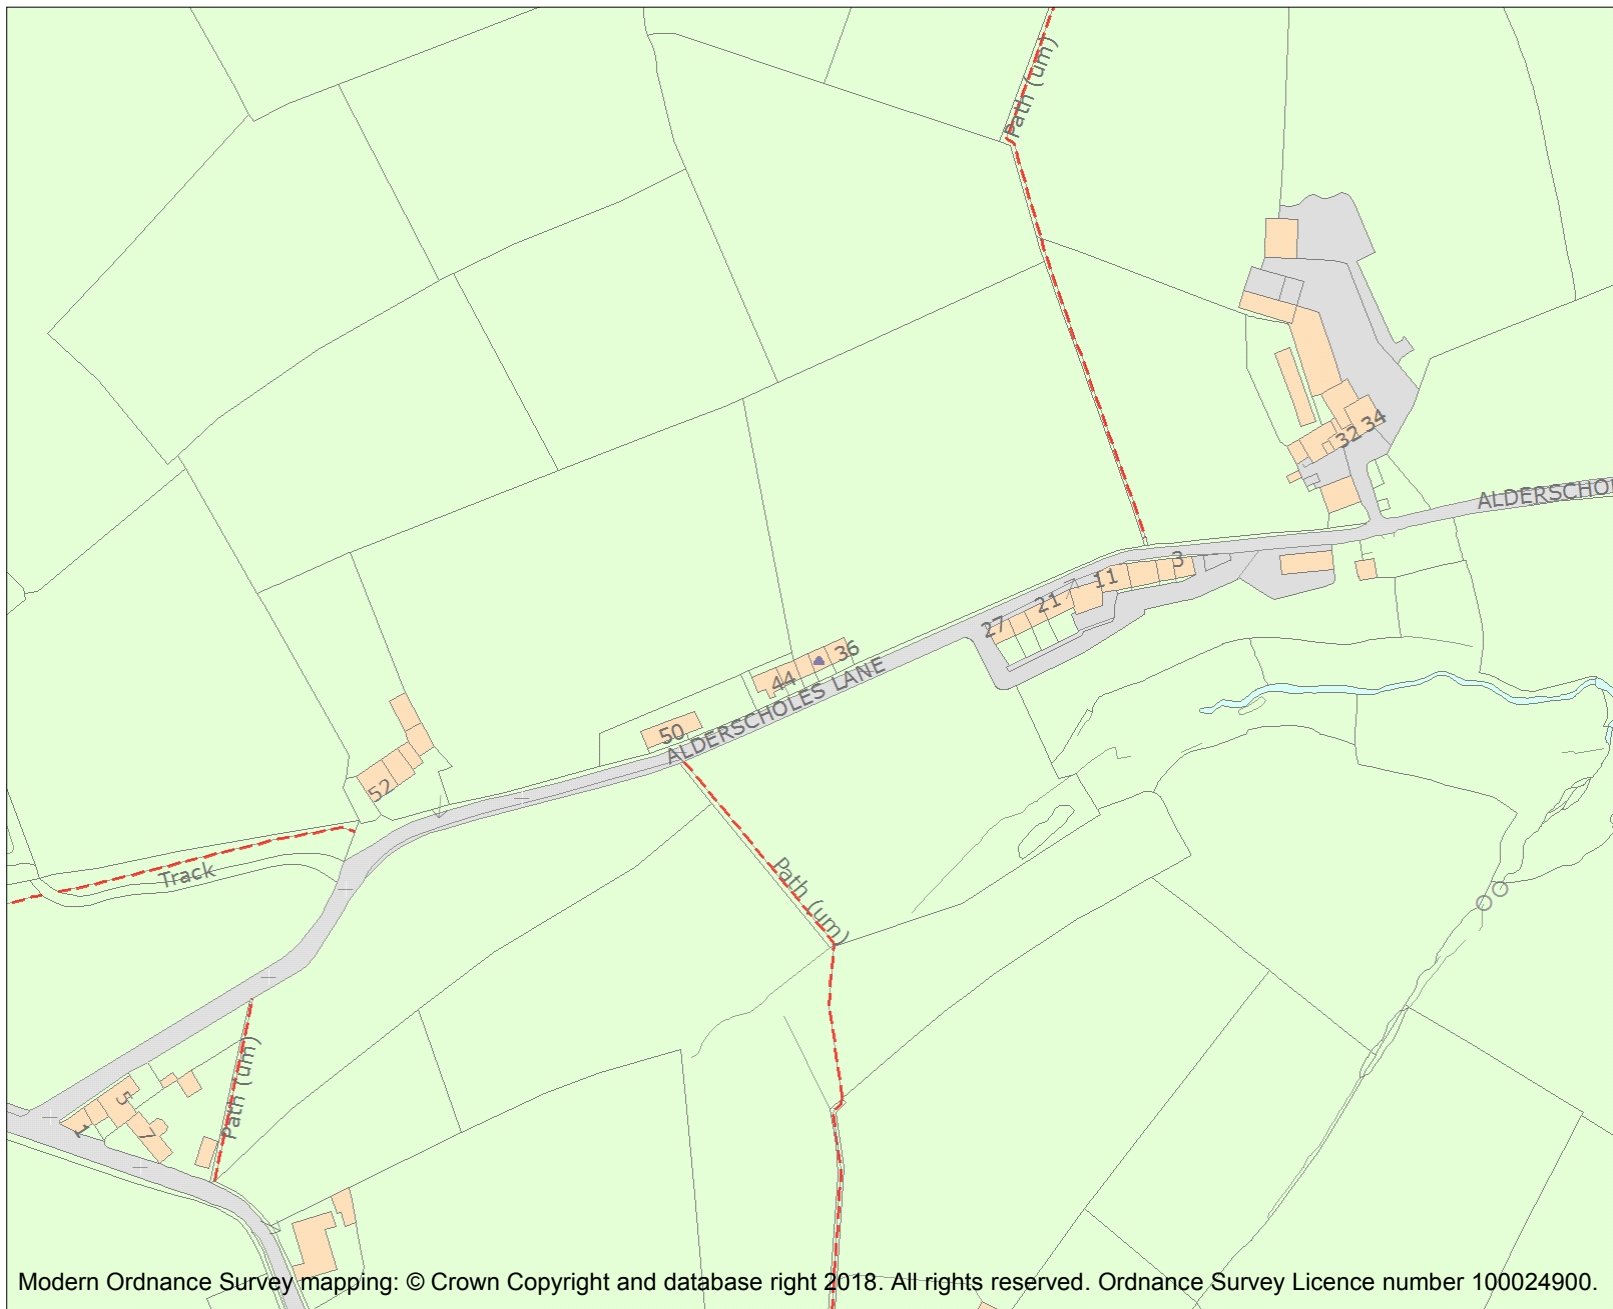 Path (um)
32 34
ALDERSCHO
3
11
21
27
36
44
ALDERSCHOLES LANE
50
52
Track
Path (um)
Path (um)
5
7
1
Modern Ordnance Survey mapping: © Crown Copyright and database right 2018. All rights reserved. Ordnance Survey Licence number 100024900.